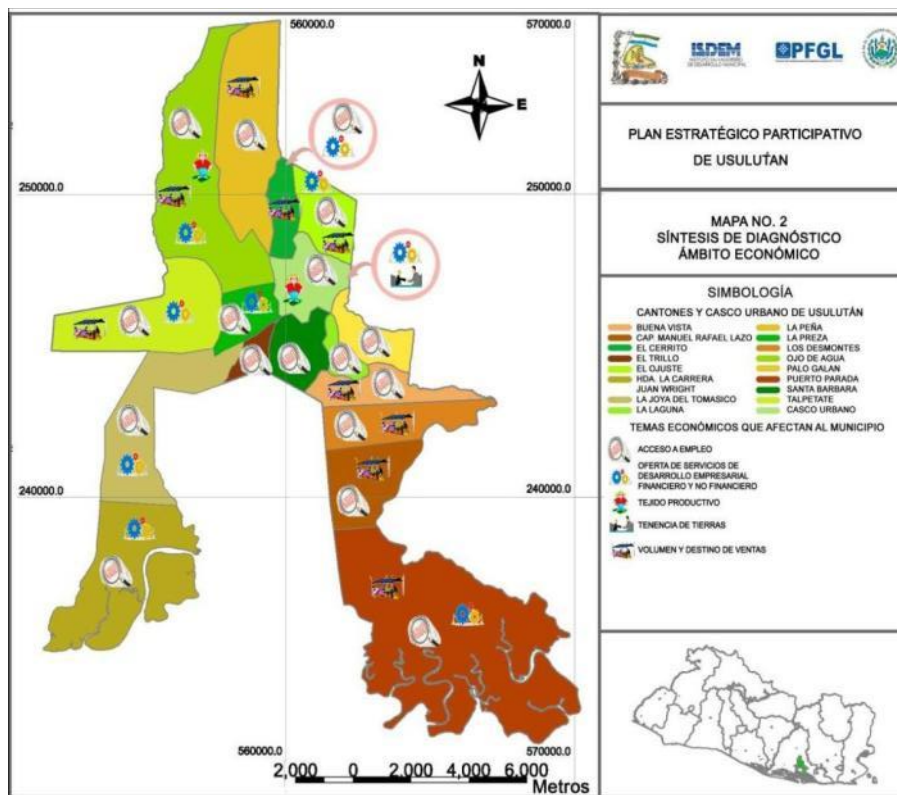 560000.0
570000.0
N
E
250000.0
250000.0
240000.0
240000.0
560000.0
570000.0
2,000 0 2,000 4,000 6,000
Metros
ISDEM
PFGL
PLAN ESTRATÉGICO PARTICIPATIVO
DE USULUTÁN
MAPA NO. 2
SÍNTESIS DE DIAGNÓSTICO
ÁMBITO ECONÓMICO
SIMBOLOGÍA
CANTONES Y CASCO URBANO DE USULUTÁN
BUENA VISTA
CAP. MANUEL RAFAEL LAZO
EL CERRITO
EL TRILLO
EL OJUSTE
HDA. LA CARRERA
JUAN WRIGHT
LA JOYA DEL TOMASICO
LA LAGUNA
LA PEÑA
LA PREZA
LOS DESMONTES
OJO DE AGUA
PALO GALAN
PUERTO PARADA
SANTA BARBARA
TALPETATE
CASCO URBANO
TEMAS ECONÓMICOS QUE AFECTAN AL MUNICIPIO
ACCESO A EMPLEO
OFERTA DE SERVICIOS DE
DESARROLLO EMPRESARIAL
FINANCIERO Y NO FINANCIERO
TEJIDO PRODUCTIVO
TENENCIA DE TIERRAS
VOLUMEN Y DESTINO DE VENTAS